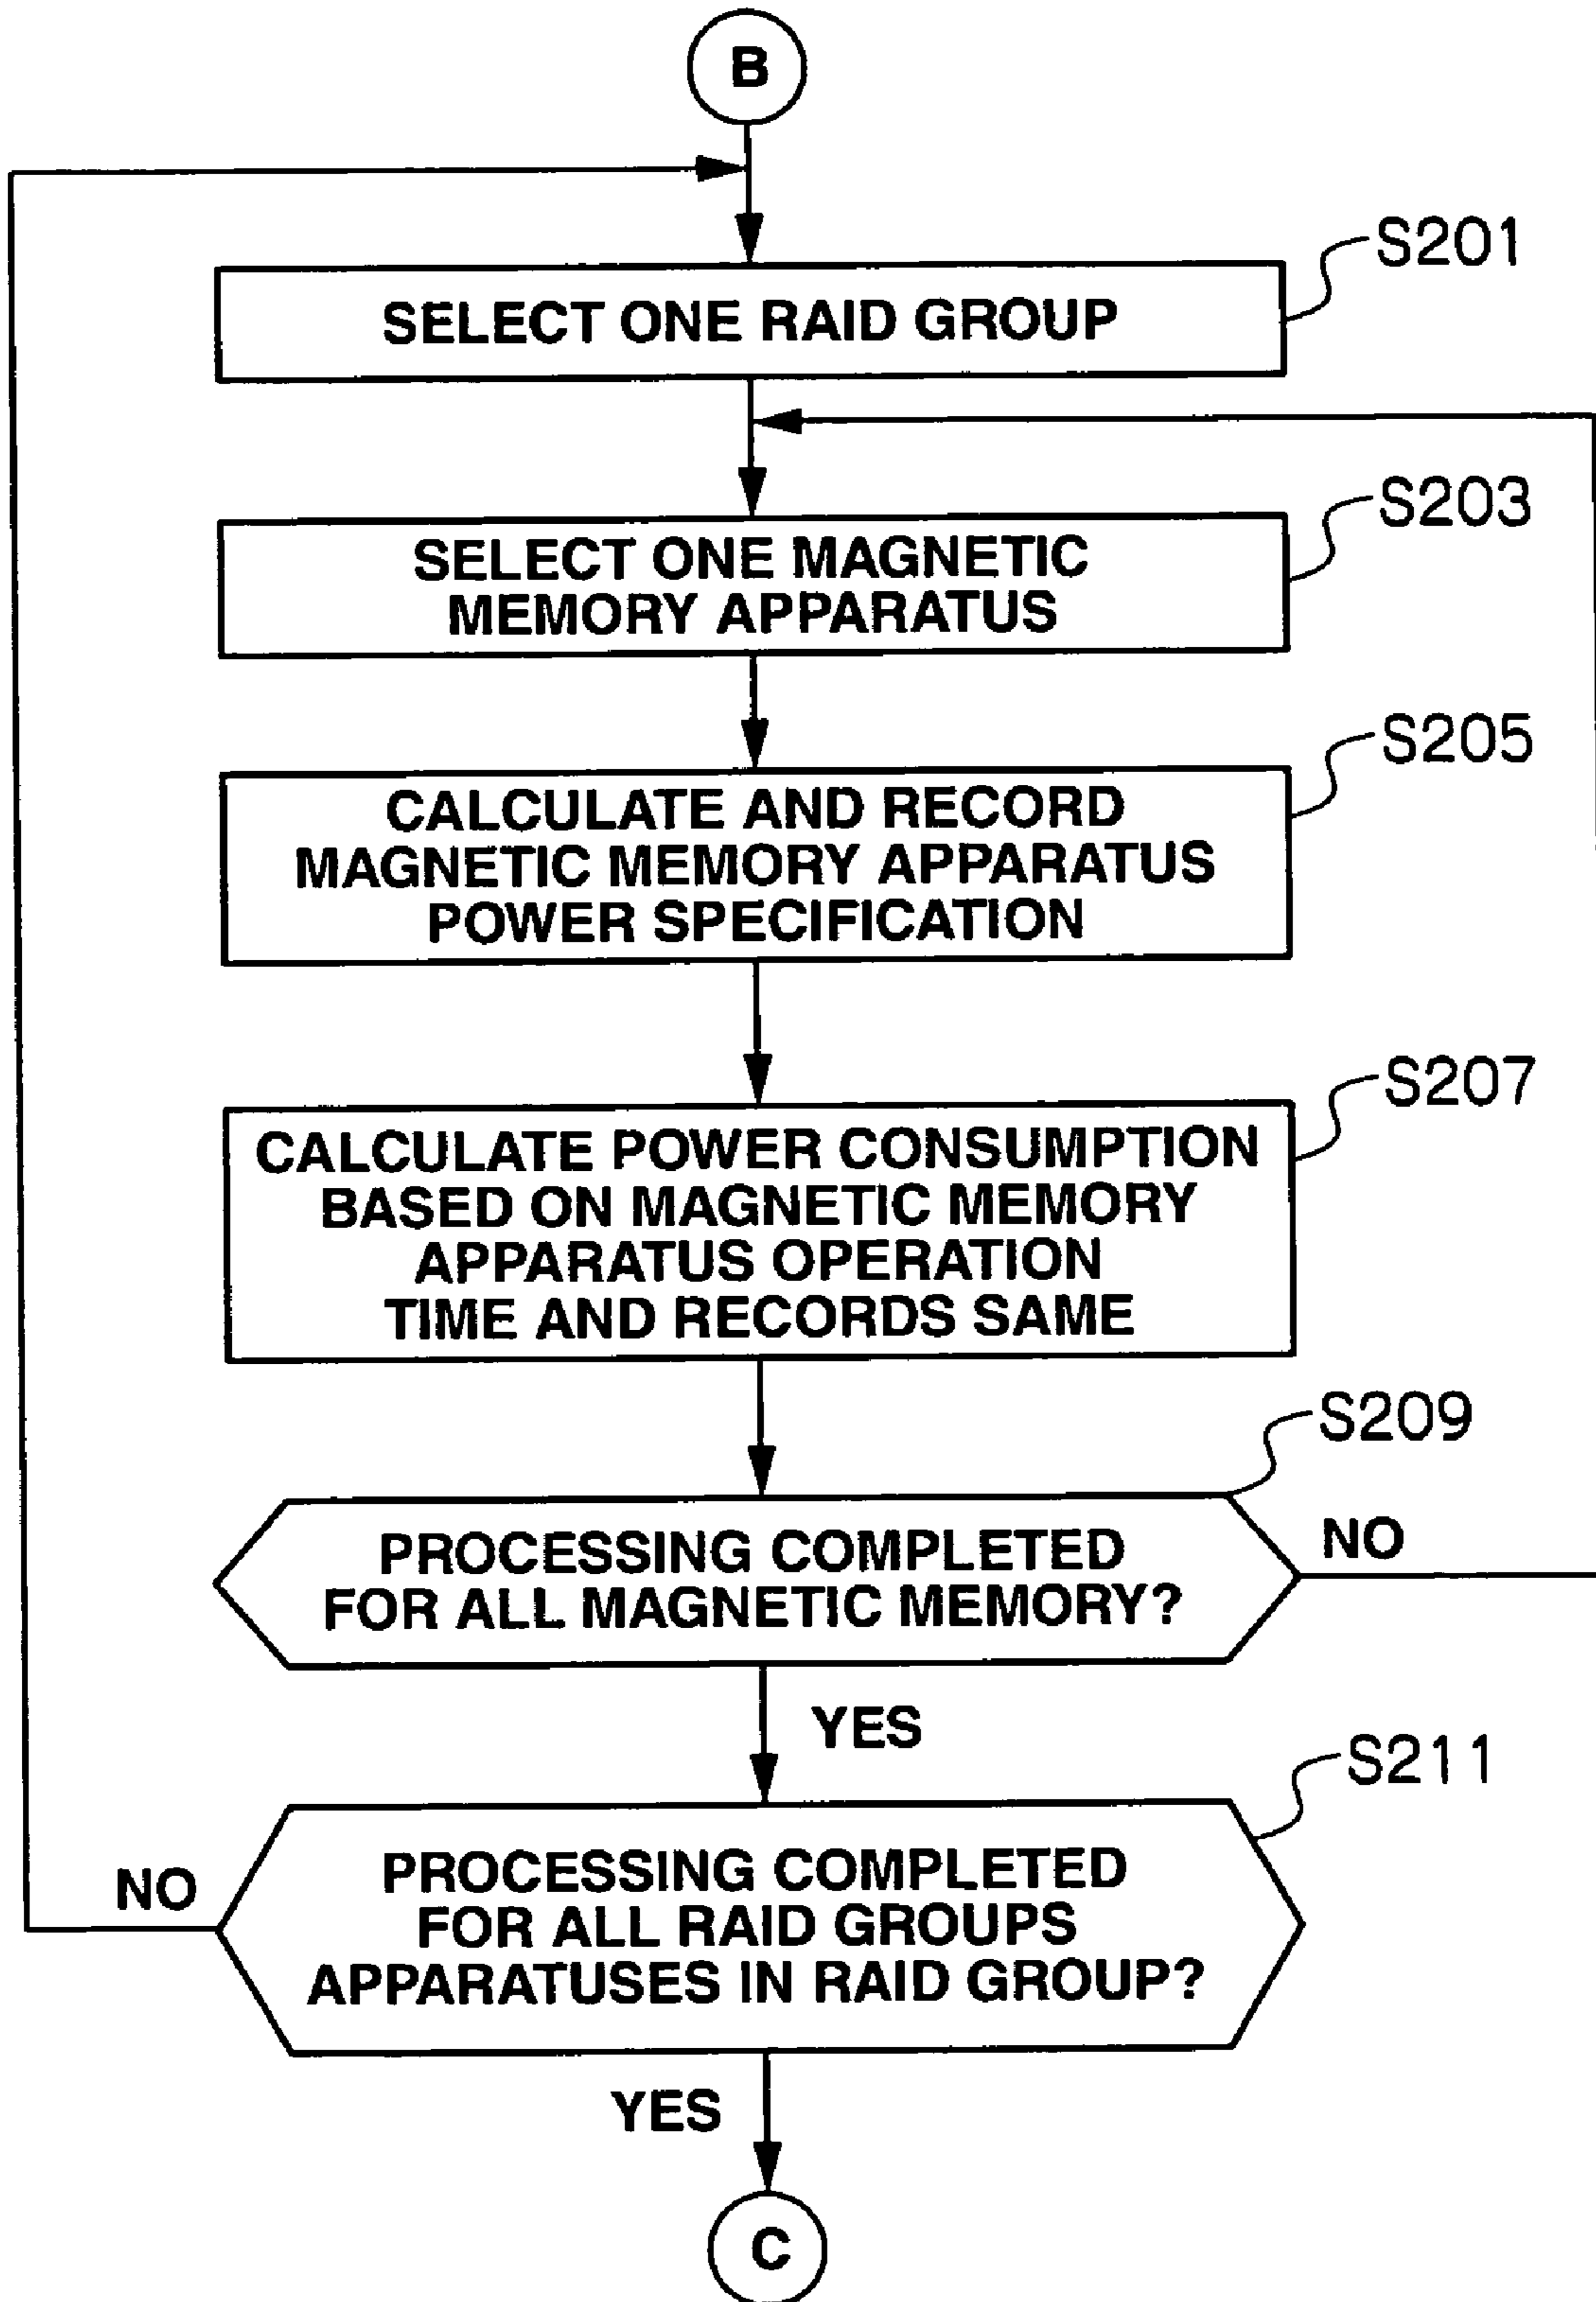 B
S201
SELECT ONE RAID GROUP
S203
SELECT ONE MAGNETIC
MEMORY APPARATUS
S205
CALCULATE AND RECORD
MAGNETIC MEMORY APPARATUS
POWER SPECIFICATION
S207
CALCULATE POWER CONSUMPTION
BASED ON MAGNETIC MEMORY
APPARATUS OPERATION
TIME AND RECORDS SAME
S209
PROCESSING COMPLETED
FOR ALL MAGNETIC MEMORY?
NO
YES
S211
PROCESSING COMPLETED
FOR ALL RAID GROUPS
APPARATUSES IN RAID GROUP?
NO
YES
C